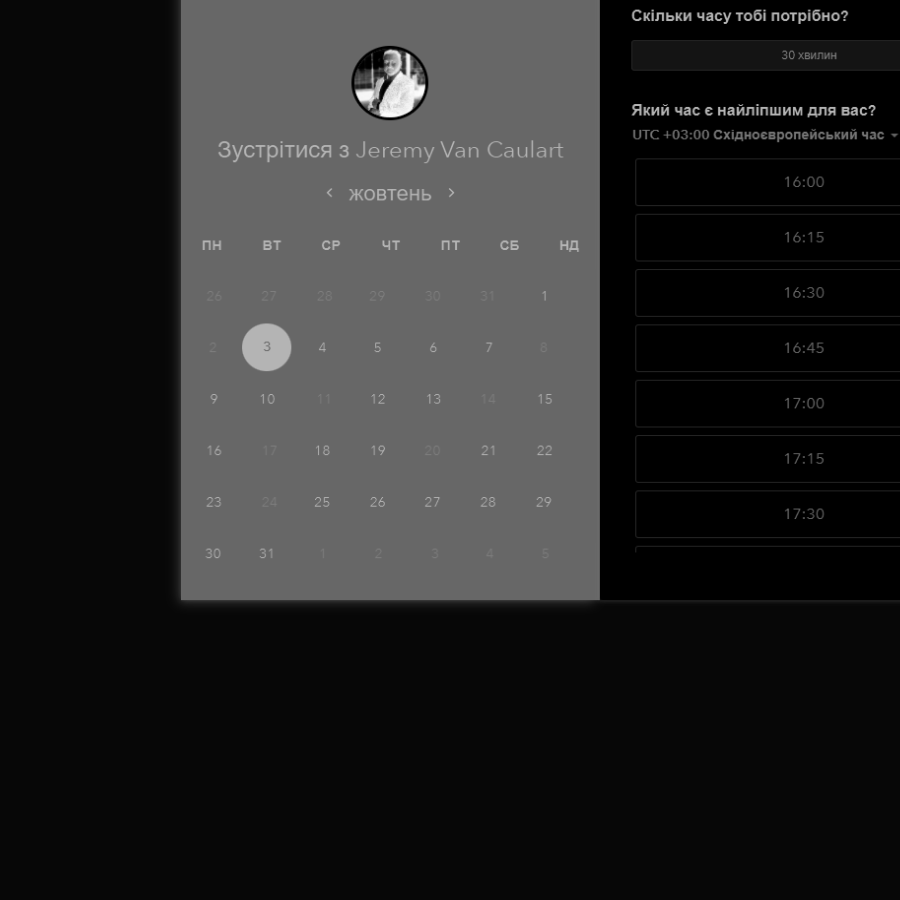 Зустрітися з Jeremy Van Caulart
жовтень
ПН ВТ СР ЧТ ПТ СБ НД
26 27 28 29 30 31 1
2 3 4 5 6 7 8
9 10 11 12 13 14 15
16 17 18 19 20 21 22
23 24 25 26 27 28 29
30 31 1 2 3 4 5
Скільки часу тобі потрібно?
30 хвилин
Який час є найліпшим для вас?
UTC +03:00 Східноєвропейський час
16:00
16:15
16:30
16:45
17:00
17:15
17:30